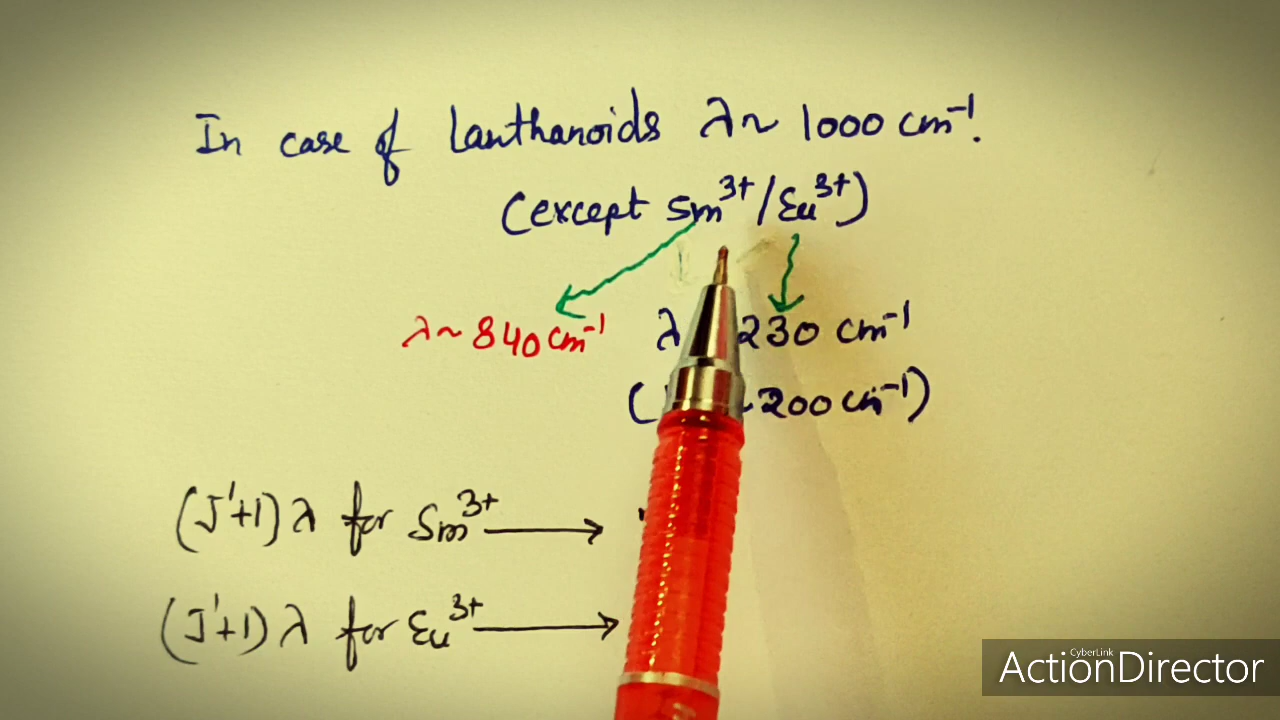 In case of lanthanoids λ~ 1000 cm⁻¹.
(except Sm³⁺/Eu³⁺)
λ~ 840 cm⁻¹ λ 230 cm⁻¹
( ~200 cm⁻¹)
(J'+1) λ for Sm³⁺ ⟶
(J'+1) λ for Eu³⁺ ⟶
CyberLink
ActionDirector